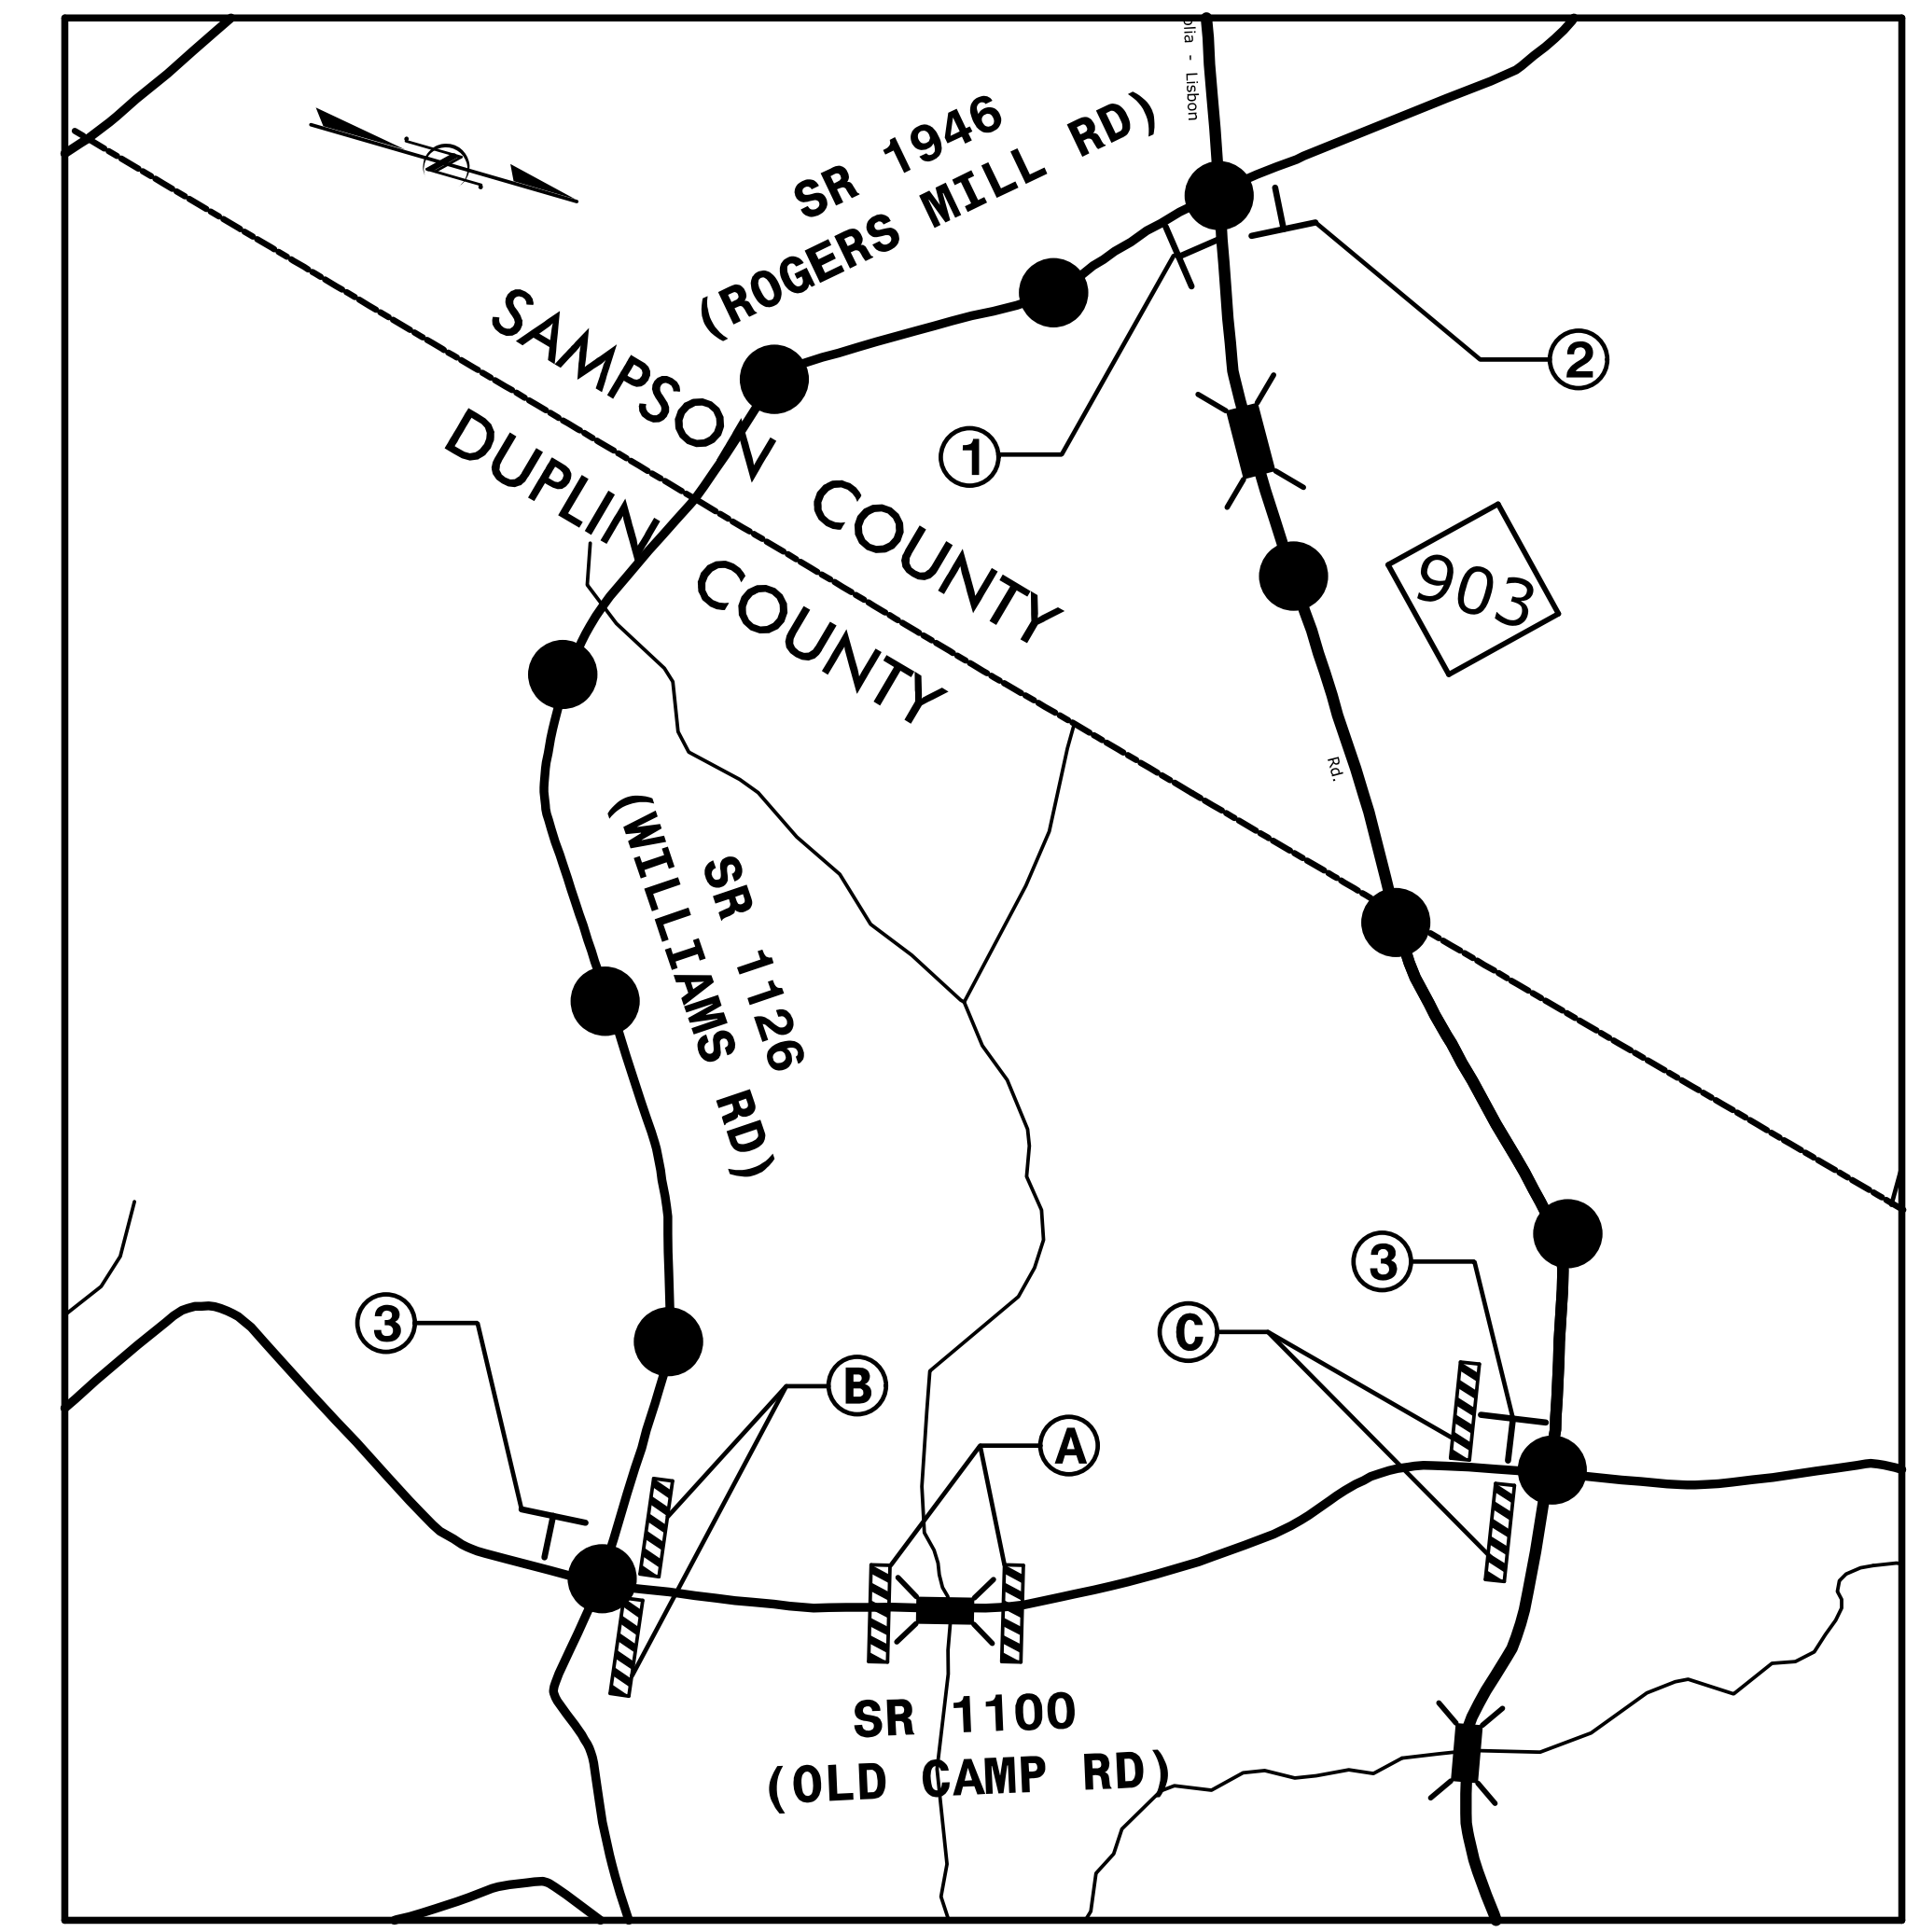 - Lisbon
SR 1946
(ROGERS MILL RD)
2
1
SAMPSON COUNTY
DUPLIN COUNTY
903
Rd.
SR 1126
(WILLIAMS RD)
3
3
C
B
A
SR 1100
(OLD CAMP RD)